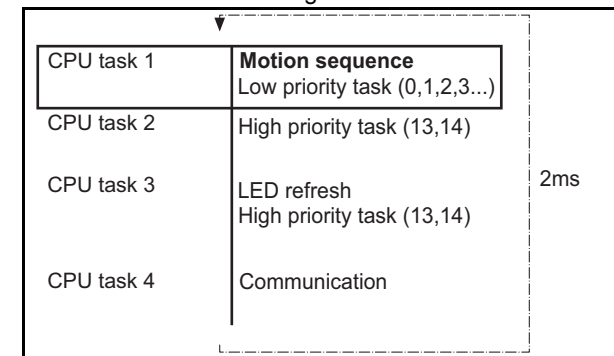 CPU task 1
Motion sequence
Low priority task (0,1,2,3...)
CPU task 2
High priority task (13,14)
CPU task 3
LED refresh
High priority task (13,14)
2ms
CPU task 4
Communication